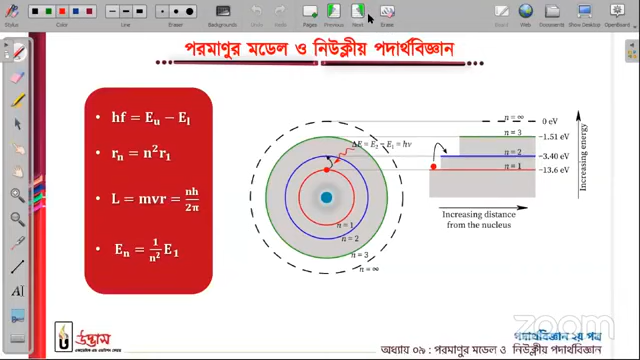 Stylus
Color
Marker
Eraser
Backgrounds
Undo
Redo
Pages
Previous
Next
Erase
Board
Web
Documents
Show Desktop
Desmos
পরমাণুর মডেল ও নিউক্লীয় পদার্থবিজ্ঞান
• hf = Eᵤ − Eₗ
• rₙ = n²r₁
• L = mvr = nh/2π
• Eₙ = 1/n² E₁
ΔE = E₂ − E₁ = hν
n = 1
n = 2
n = 3
n = ∞
n = ∞ 0 eV
n = 3 −1.51 eV
n = 2 −3.40 eV
n = 1 −13.6 eV
Increasing energy
Increasing distance
from the nucleus
উদ্ভাস
zoom
পদার্থবিজ্ঞান ২য় পত্র
অধ্যায় ০৯ : পরমাণুর মডেল ও নিউক্লীয় পদার্থবিজ্ঞান